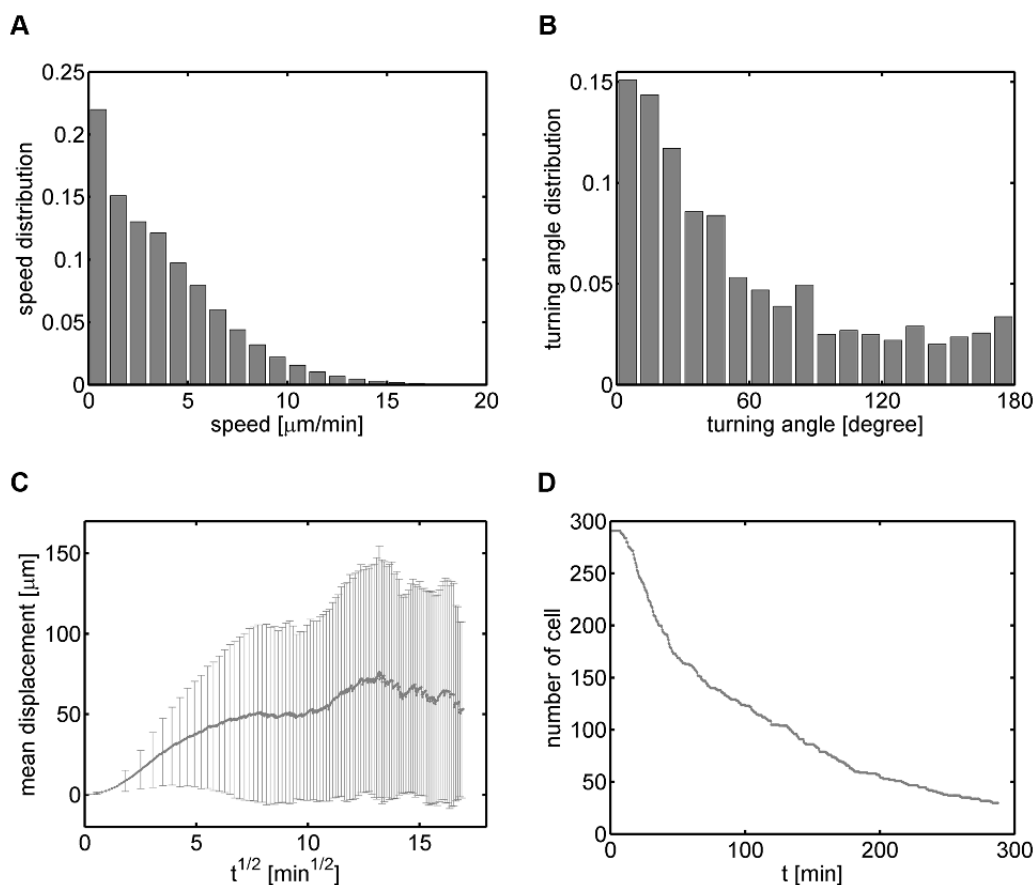 A
speed distribution
0.25
0.2
0.15
0.1
0.05
0
0 5 10 15 20
speed [μm/min]
B
turning angle distribution
0.15
0.1
0.05
0
0 60 120 180
turning angle [degree]
C
mean displacement [μm]
150
100
50
0
0 5 10 15
t^1/2 [min^1/2]
D
number of cell
300
250
200
150
100
50
0
0 100 200 300
t [min]